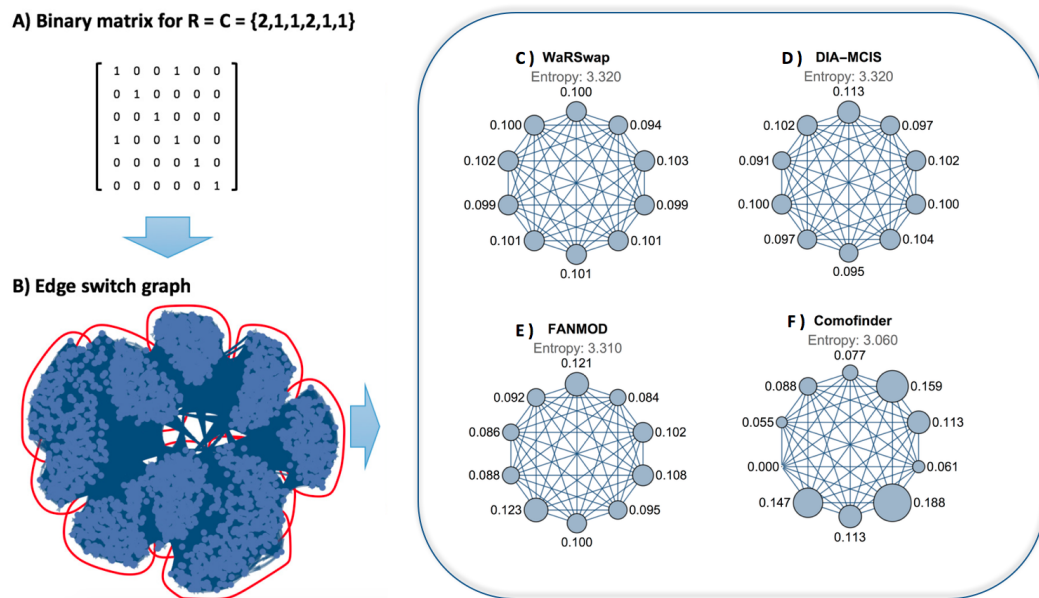 A) Binary matrix for R = C = {2,1,1,2,1,1}
1 0 0 1 0 0
0 1 0 0 0 0
0 0 1 0 0 0
1 0 0 1 0 0
0 0 0 0 1 0
0 0 0 0 0 1
B) Edge switch graph
C) WaRSwap
Entropy: 3.320
0.100
0.100
0.094
0.102
0.103
0.099
0.099
0.101
0.101
0.101
D) DIA–MCIS
Entropy: 3.320
0.113
0.102
0.097
0.091
0.102
0.100
0.100
0.097
0.104
0.095
E) FANMOD
Entropy: 3.310
0.121
0.092
0.084
0.086
0.102
0.088
0.108
0.123
0.095
0.100
F) Comofinder
Entropy: 3.060
0.077
0.088
0.159
0.055
0.113
0.000
0.061
0.147
0.188
0.113